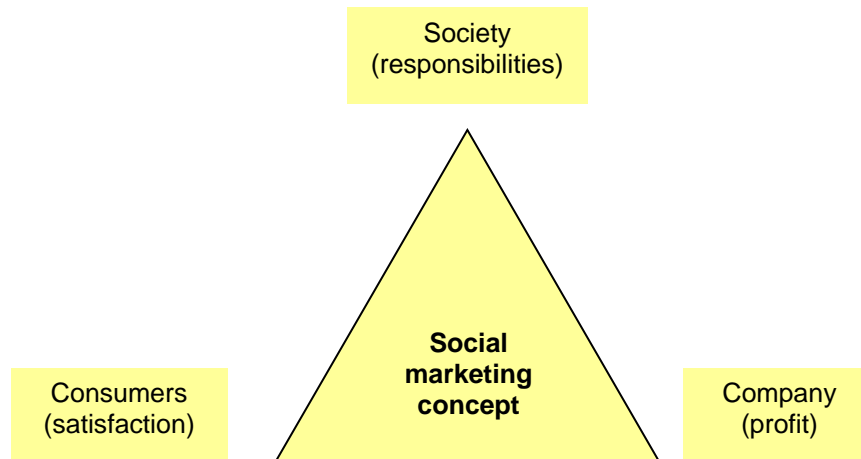 Society
(responsibilities)
Social
marketing
concept
Consumers
(satisfaction)
Company
(profit)